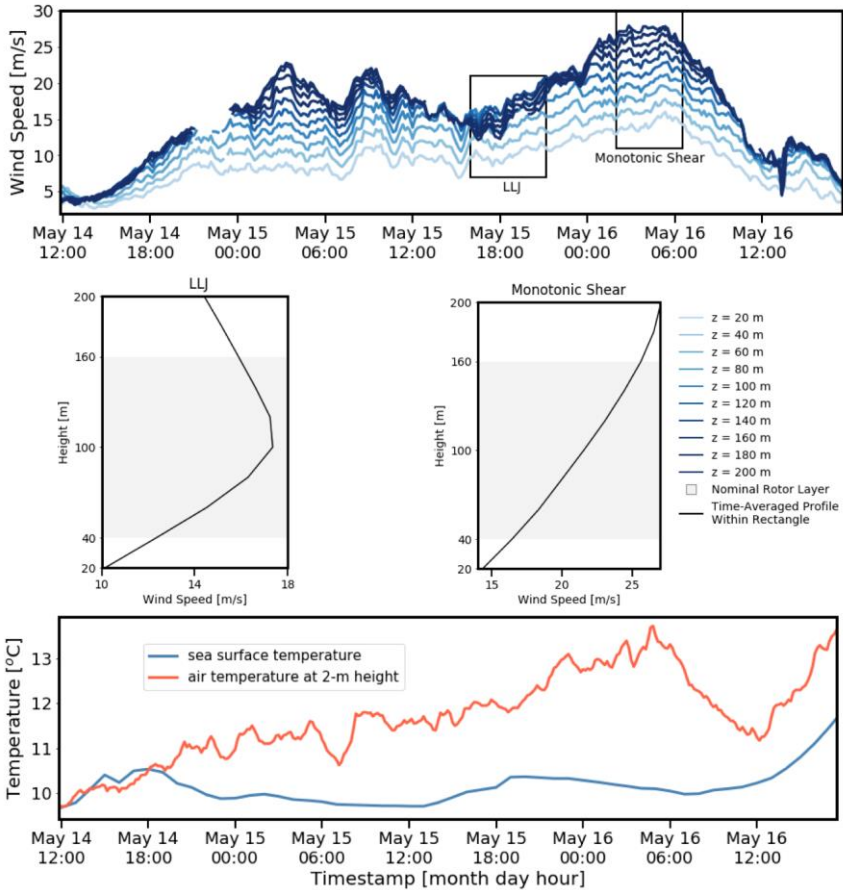 30
25
20
15
10
5
Wind Speed [m/s]
LLJ
Monotonic Shear
May 14 May 14 May 15 May 15 May 15 May 15 May 16 May 16 May 16
12:00 18:00 00:00 06:00 12:00 18:00 00:00 06:00 12:00
LLJ
200
160
100
40
20
Height [m]
10 14 18
Wind Speed [m/s]
Monotonic Shear
200
160
100
40
20
Height [m]
15 20 25
Wind Speed [m/s]
z = 20 m
z = 40 m
z = 60 m
z = 80 m
z = 100 m
z = 120 m
z = 140 m
z = 160 m
z = 180 m
z = 200 m
Nominal Rotor Layer
Time-Averaged Profile
Within Rectangle
13
12
11
10
Temperature [°C]
sea surface temperature
air temperature at 2-m height
May 14 May 14 May 15 May 15 May 15 May 15 May 16 May 16 May 16
12:00 18:00 00:00 06:00 12:00 18:00 00:00 06:00 12:00
Timestamp [month day hour]